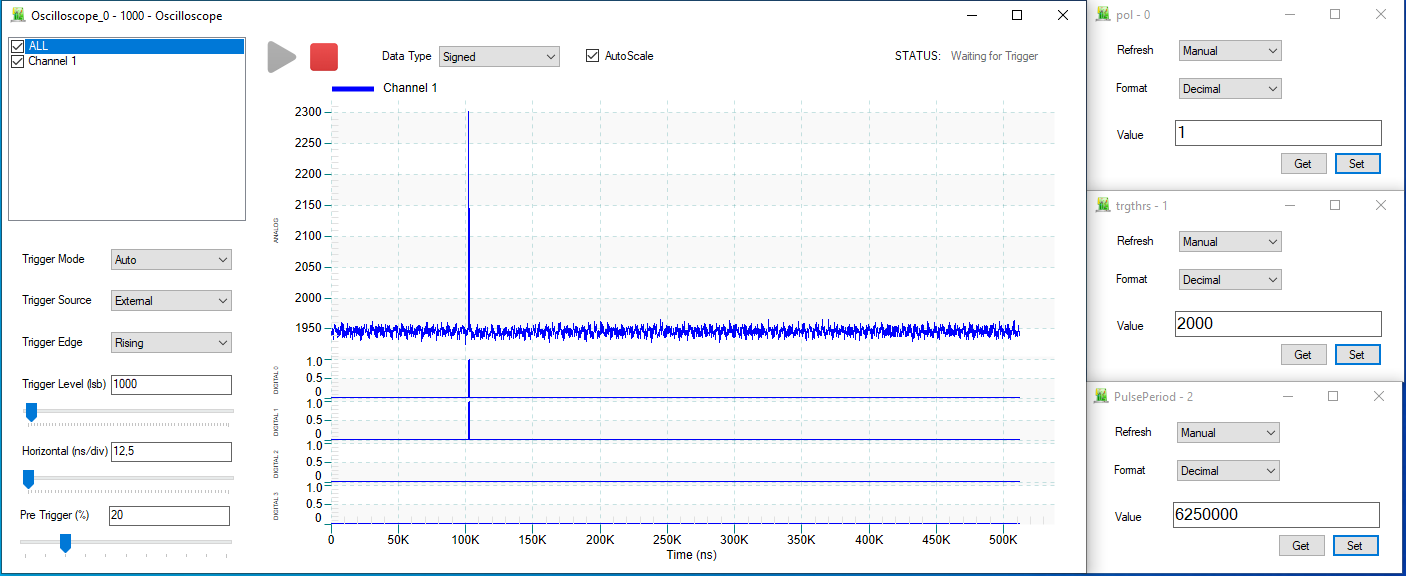 Oscilloscope_0 - 1000 - Oscilloscope
ALL
Channel 1
Data Type Signed AutoScale STATUS: Waiting for Trigger
Channel 1
2300
2250
2200
2150
2100
2050
2000
1950
ANALOG
1.0
0.5
0
DIGITAL 0
1.0
0.5
0
DIGITAL 1
1.0
0.5
0
DIGITAL 2
1.0
0.5
0
DIGITAL 3
0 50K 100K 150K 200K 250K 300K 350K 400K 450K 500K
Time (ns)
Trigger Mode Auto
Trigger Source External
Trigger Edge Rising
Trigger Level (lsb) 1000
Horizontal (ns/div) 12,5
Pre Trigger (%) 20
pol - 0
Refresh Manual
Format Decimal
Value 1
Get Set
trgthrs - 1
Refresh Manual
Format Decimal
Value 2000
Get Set
PulsePeriod - 2
Refresh Manual
Format Decimal
Value 6250000
Get Set